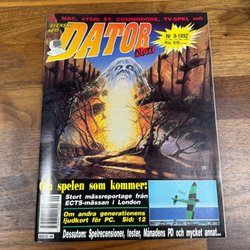 MAC, ATARI ST, COMMODORE, TV-SPEL mfl
DATOR
Nr 9-1992
om spelen som kommer:
Stort mässreportage från
ECTS-mässan i London
Om andra generationens
ljudkort för PC. Sid: 12
Dessutom: Spelrecensioner, tester, Månadens PD och mycket annat...